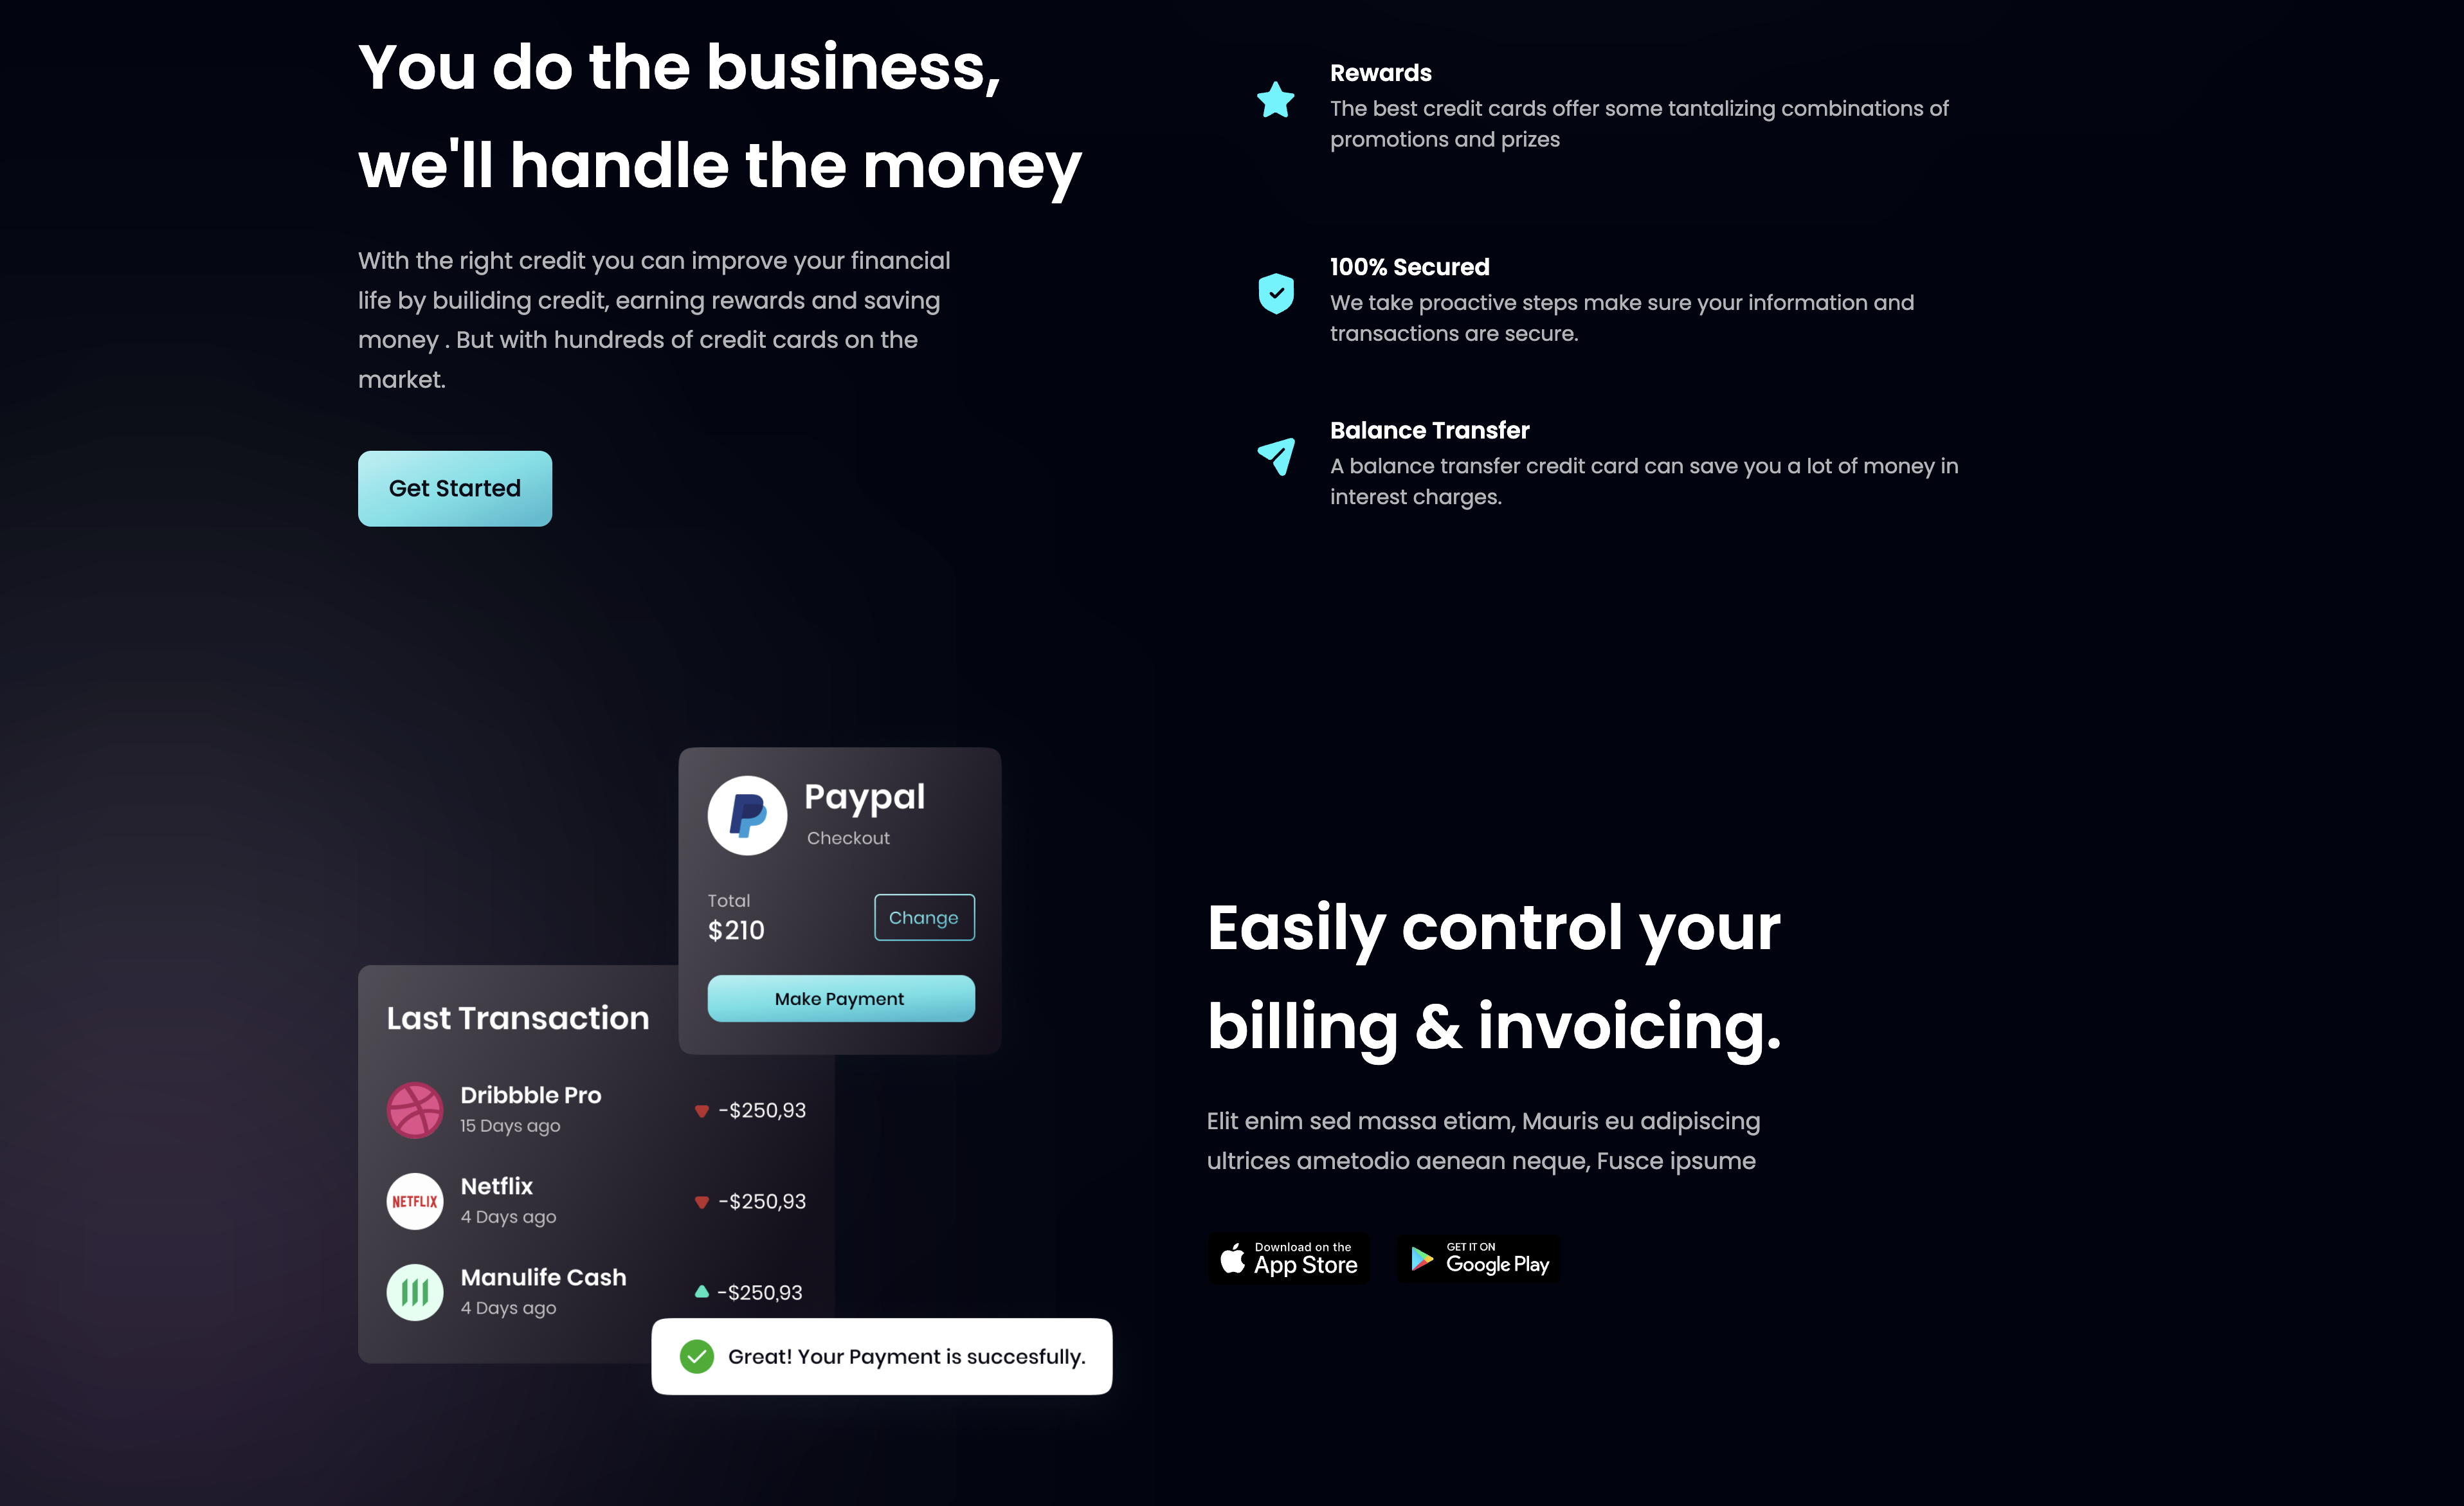 You do the business,
we'll handle the money
With the right credit you can improve your financial
life by builiding credit, earning rewards and saving
money . But with hundreds of credit cards on the
market.
Get Started
Rewards
The best credit cards offer some tantalizing combinations of
promotions and prizes
100% Secured
We take proactive steps make sure your information and
transactions are secure.
Balance Transfer
A balance transfer credit card can save you a lot of money in
interest charges.
Paypal
Checkout
Total
$210
Change
Make Payment
Last Transaction
Dribbble Pro
15 Days ago
-$250,93
NETFLIX
Netflix
4 Days ago
-$250,93
Manulife Cash
4 Days ago
-$250,93
Great! Your Payment is succesfully.
Easily control your
billing & invoicing.
Elit enim sed massa etiam, Mauris eu adipiscing
ultrices ametodio aenean neque, Fusce ipsume
Download on the
App Store
GET IT ON
Google Play